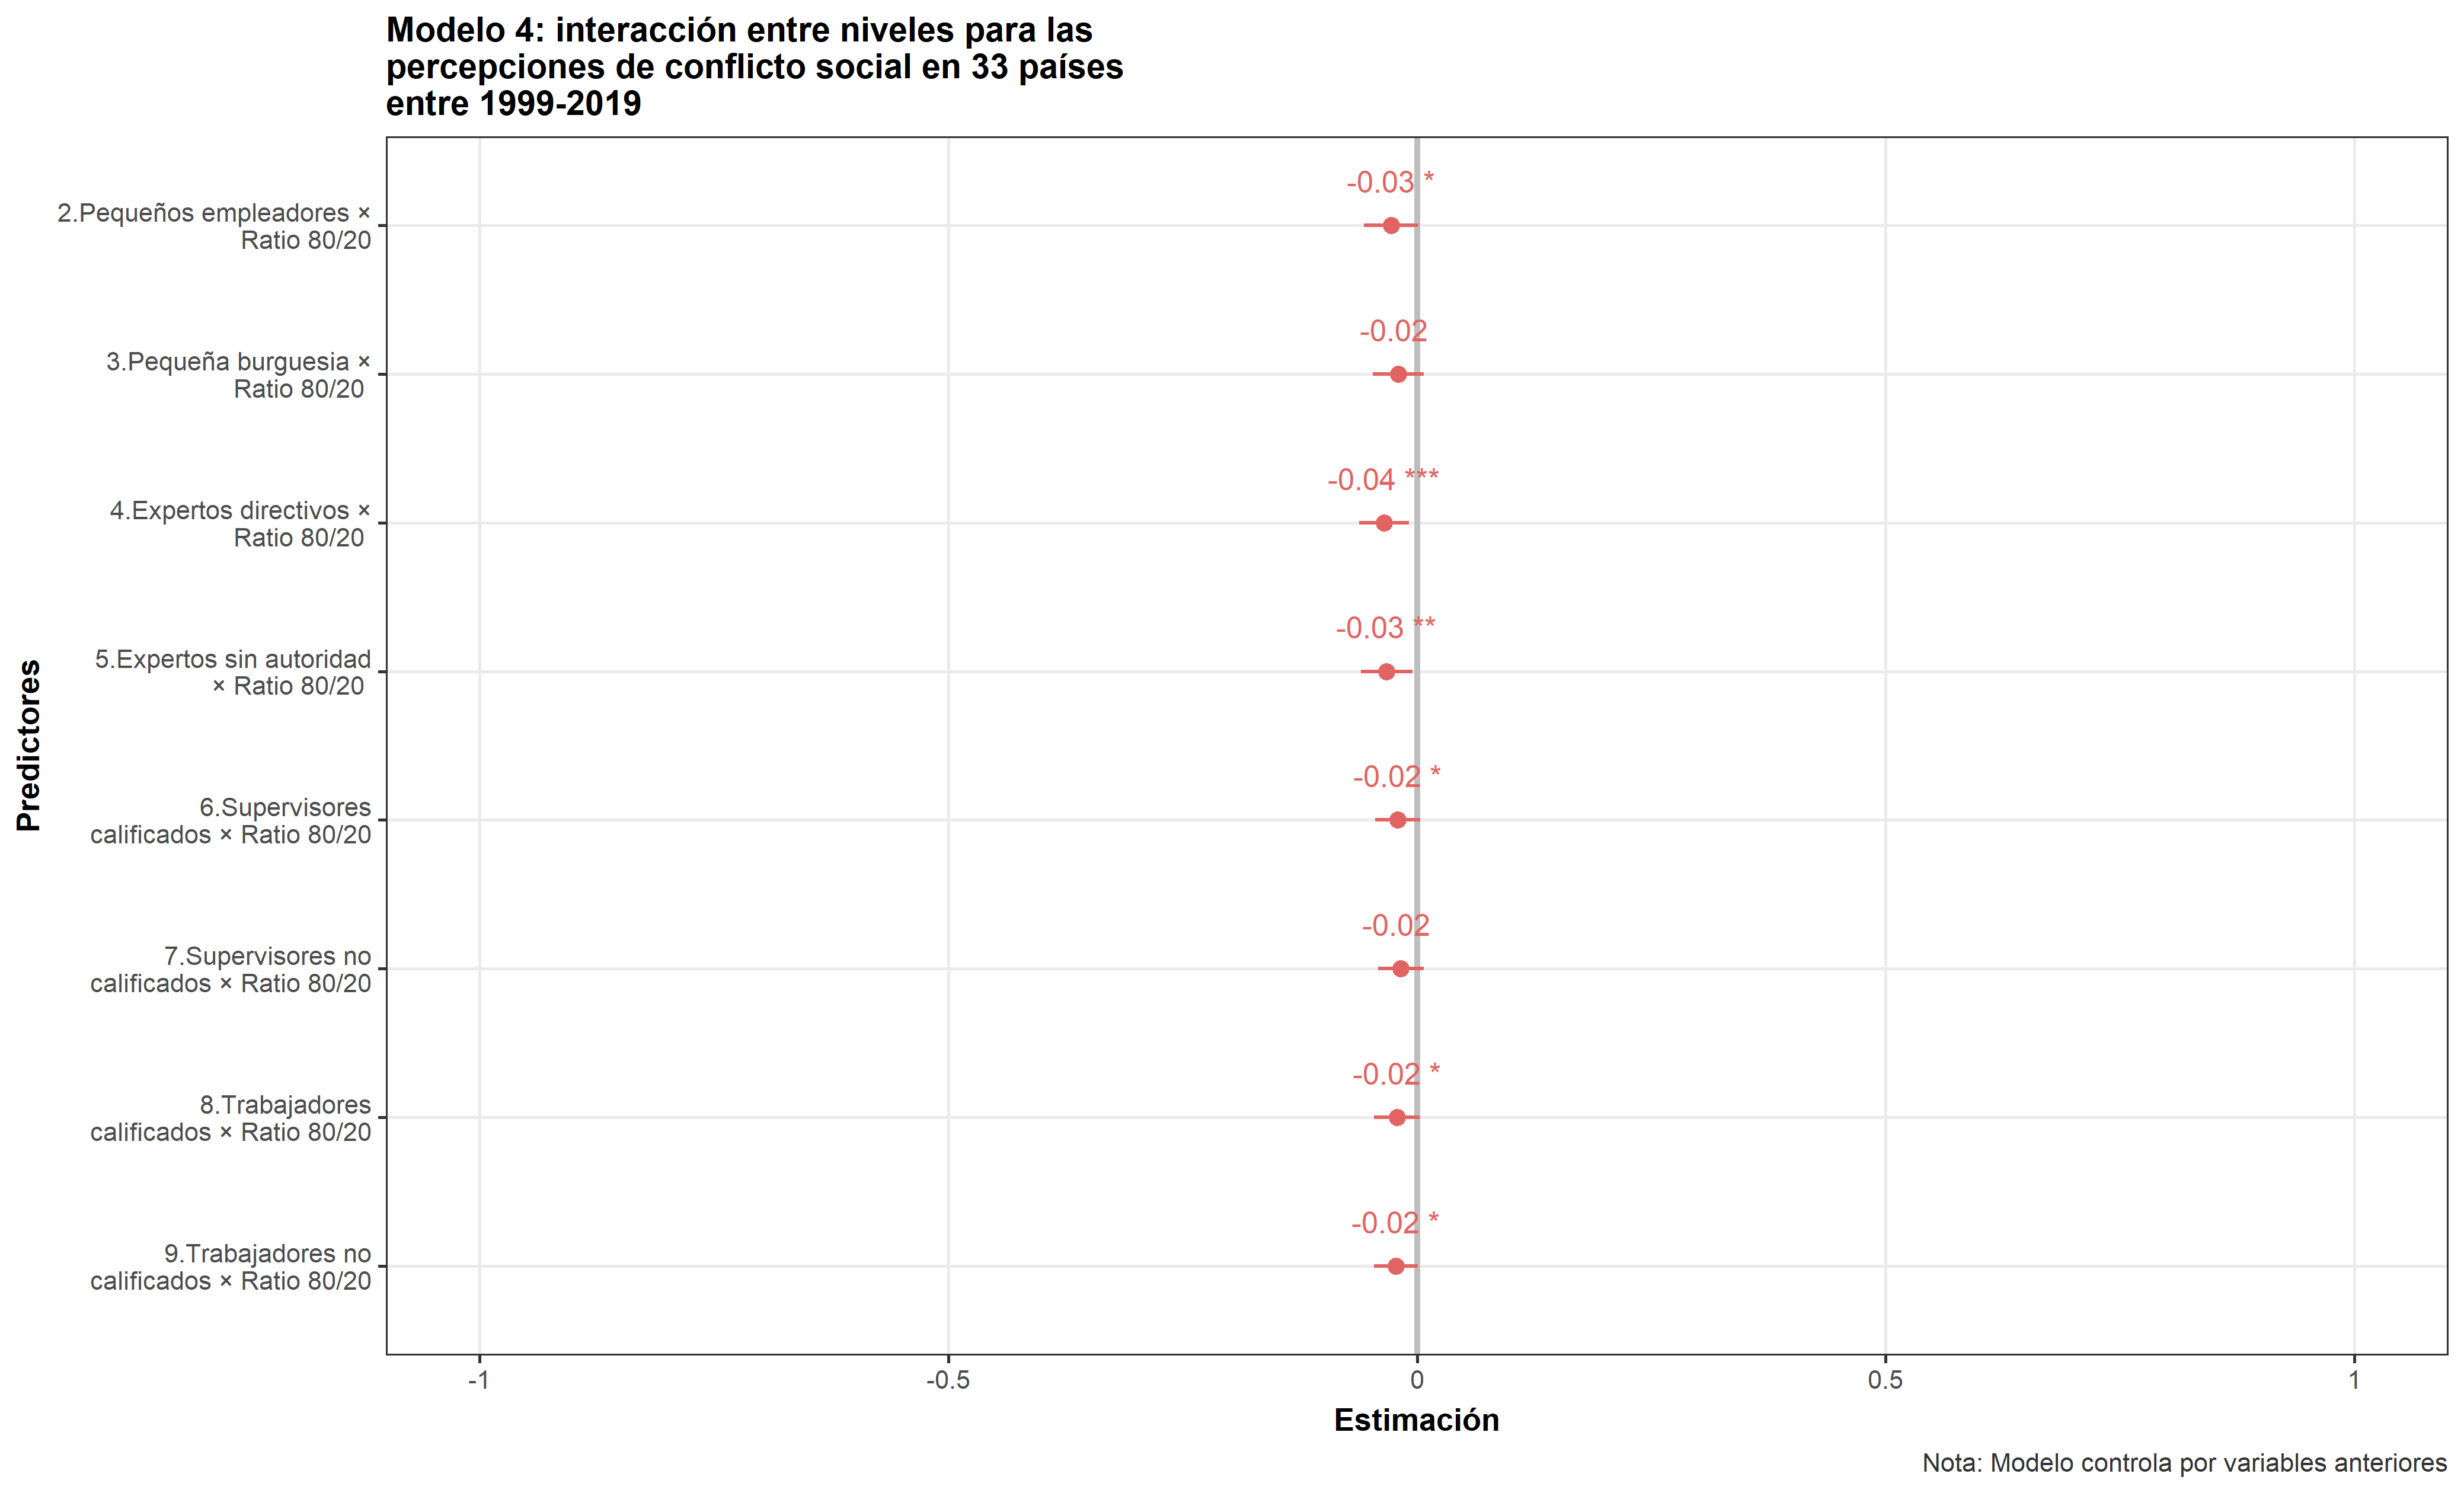 Modelo 4: interacción entre niveles para las
percepciones de conflicto social en 33 países
entre 1999-2019
Predictores
2.Pequeños empleadores ×
Ratio 80/20
-0.03 *
3.Pequeña burguesia ×
Ratio 80/20
-0.02
4.Expertos directivos ×
Ratio 80/20
-0.04 ***
5.Expertos sin autoridad
× Ratio 80/20
-0.03 **
6.Supervisores
calificados × Ratio 80/20
-0.02 *
7.Supervisores no
calificados × Ratio 80/20
-0.02
8.Trabajadores
calificados × Ratio 80/20
-0.02 *
9.Trabajadores no
calificados × Ratio 80/20
-0.02 *
-1 -0.5 0 0.5 1
Estimación
Nota: Modelo controla por variables anteriores